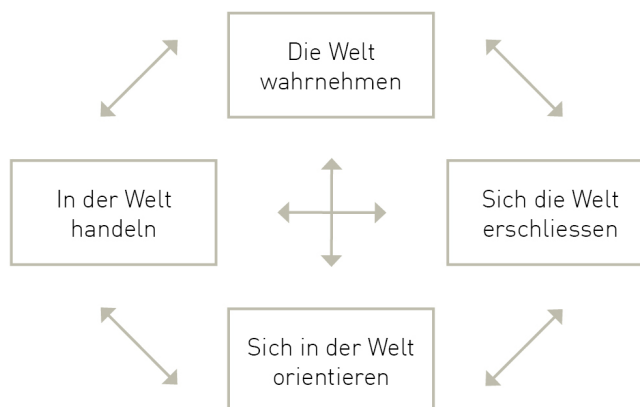 Die Welt
wahrnehmen
In der Welt
handeln
Sich die Welt
erschliessen
Sich in der Welt
orientieren